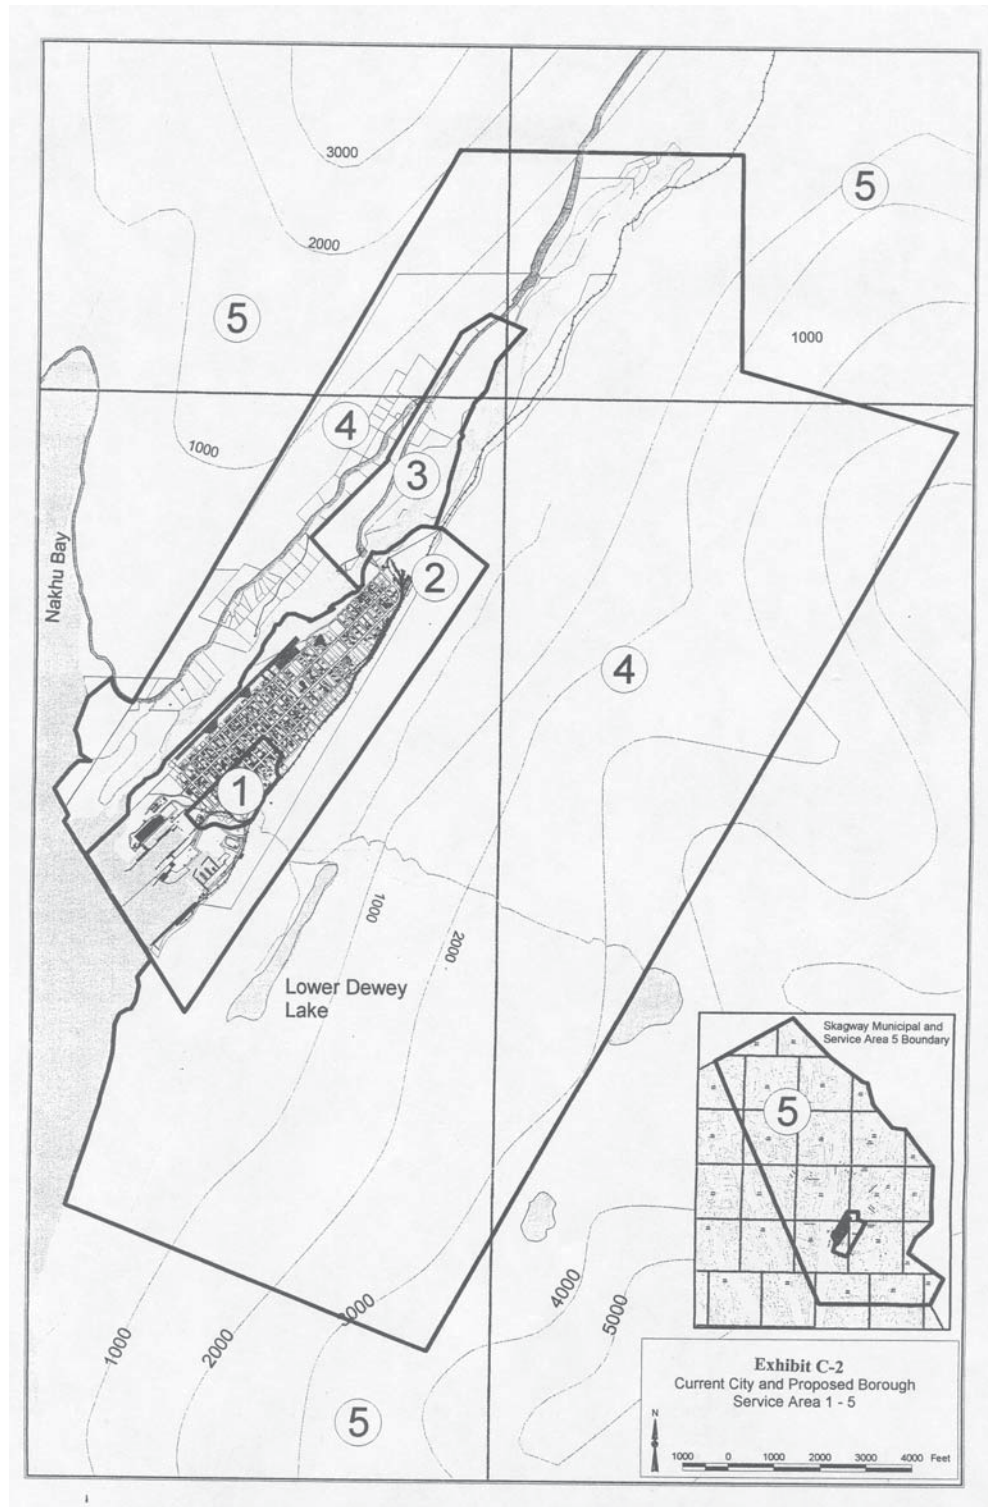 3000
5
2000
5
1000
4
1000
3
Nakhu Bay
2
4
1
1000
2000
Lower Dewey
Lake
Skagway Municipal and
Service Area 5 Boundary
5
1000
2000
3000
4000
5000
5
Exhibit C-2
Current City and Proposed Borough
Service Area 1 - 5
N
1000 0 1000 2000 3000 4000 Feet